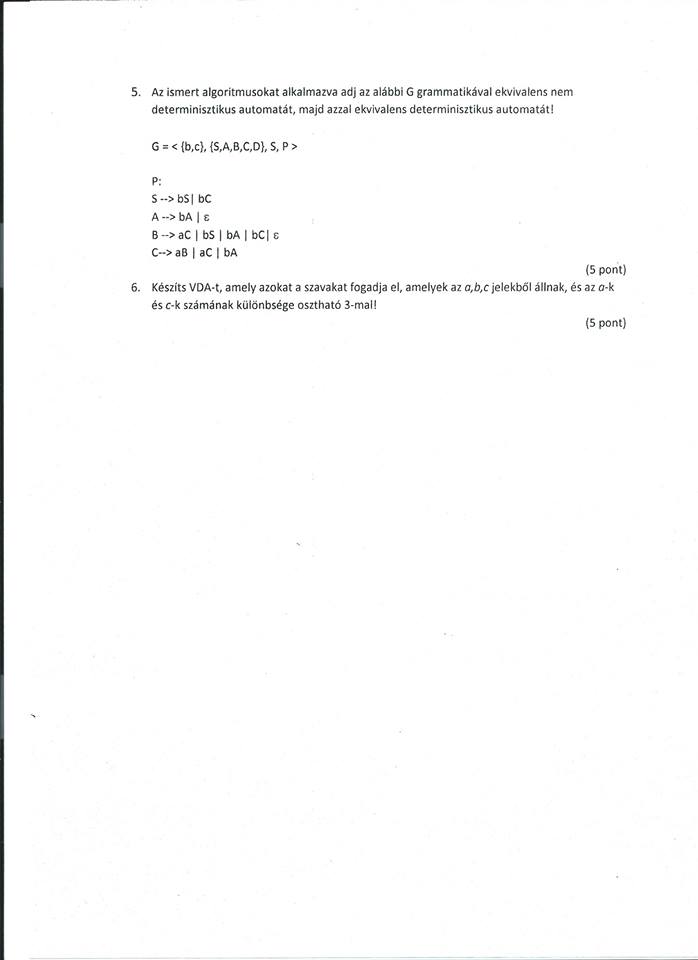 5. Az ismert algoritmusokat alkalmazva adj az alábbi G grammatikával ekvivalens nem
determinisztikus automatát, majd azzal ekvivalens determinisztikus automatát!
G = < {b,c}, {S,A,B,C,D}, S, P >
P:
S --> bS| bC
A --> bA | ε
B --> aC | bS | bA | bC| ε
C--> aB | aC | bA
(5 pont)
6. Készíts VDA-t, amely azokat a szavakat fogadja el, amelyek az a,b,c jelekből állnak, és az a-k
és c-k számának különbsége osztható 3-mal!
(5 pont)